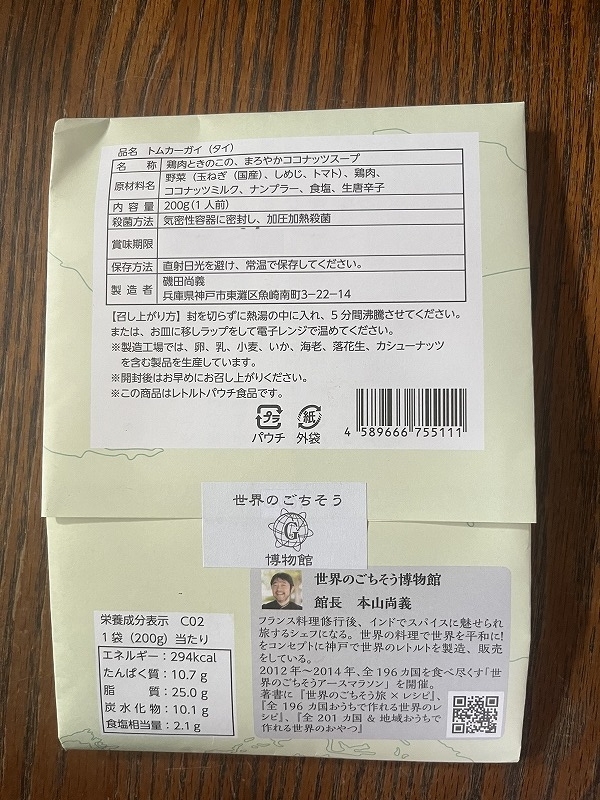 品名 トムカーガイ（タイ）
名 称 鶏肉ときのこの、まろやかココナッツスープ
原材料名 野菜（玉ねぎ（国産）、しめじ、トマト）、鶏肉、
ココナッツミルク、ナンプラー、食塩、生唐辛子
内 容 量 200g(1人前)
殺菌方法 気密性容器に密封し、加圧加熱殺菌
賞味期限
保存方法 直射日光を避け、常温で保存してください。
製 造 者 磯田尚義
兵庫県神戸市東灘区魚崎南町3−22−14
【召し上がり方】封を切らずに熱湯の中に入れ、5分間沸騰させてください。
または、お皿に移しラップをして電子レンジで温めてください。
※製造工場では、卵、乳、小麦、いか、海老、落花生、カシューナッツ
を含む製品を生産しています。
※開封後はお早めにお召し上がりください。
※この商品はレトルトパウチ食品です。
プラ 紙
パウチ 外袋
4 589666 755111
世界のごちそう
G
博物館
世界のごちそう博物館
館長 本山尚義
フランス料理修行後、インドでスパイスに魅せられ
旅するシェフになる。世界の料理で世界を平和に!
をコンセプトに神戸で世界のレトルトを製造、販売
をしている。
2012年〜2014年、全196カ国を食べ尽くす「世
界のごちそうアースマラソン」を開催。
著書に『世界のごちそう旅×レシピ』、
『全196カ国おうちで作れる世界のレ
シピ』、『全201カ国＆地域おうちで
作れる世界のおやつ』
栄養成分表示 C02
1袋（200g）当たり
エネルギー：294kcal
たんぱく質：10.7g
脂 質：25.0g
炭水化物：10.1g
食塩相当量：2.1g